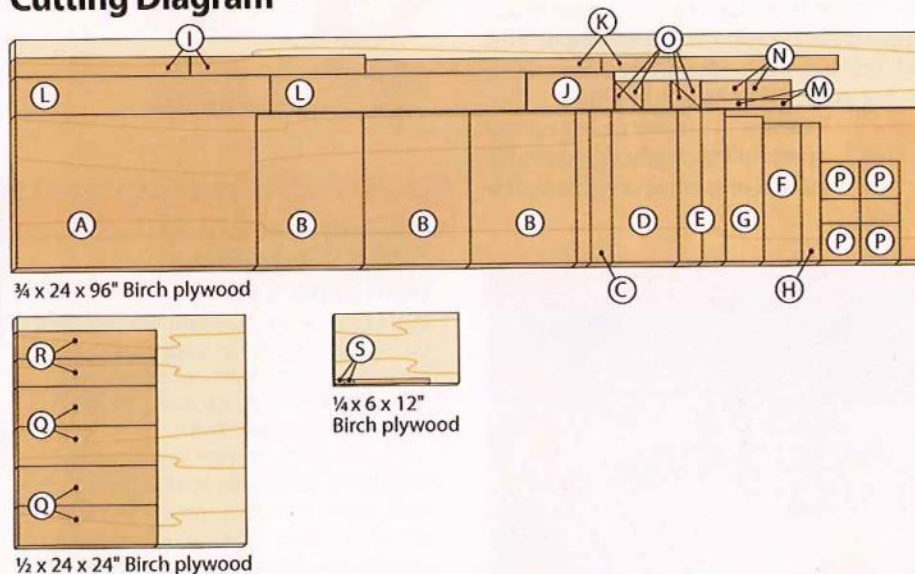 Cutting Diagram
I
K
O
N
M
L
L
J
A
B
B
B
D
E
G
F
P
P
P
P
C
H
¾ x 24 x 96" Birch plywood
R
Q
Q
S
¼ x 6 x 12"
Birch plywood
½ x 24 x 24" Birch plywood